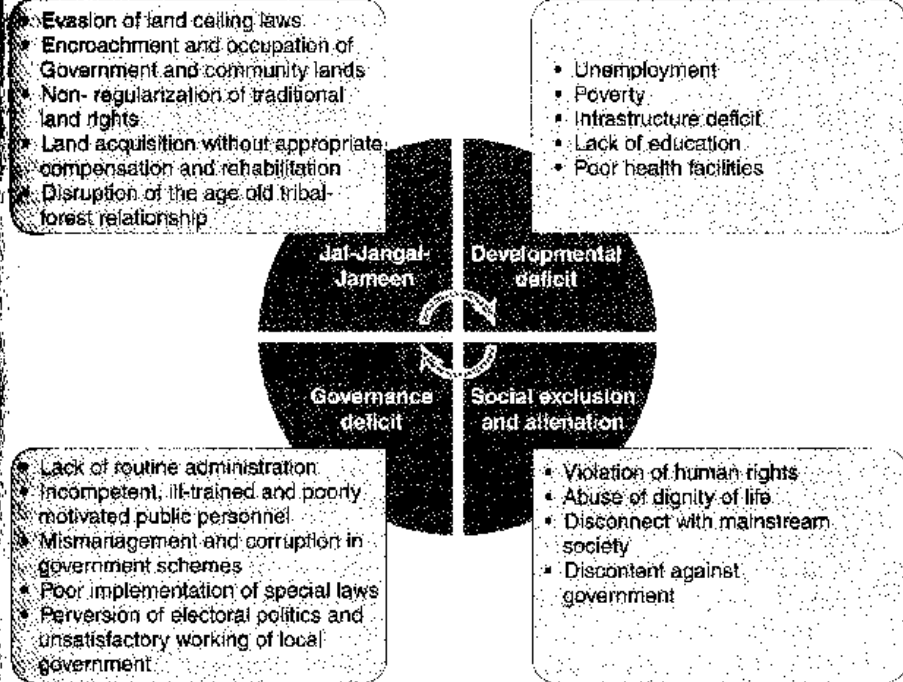 • Evasion of land ceiling laws
• Encroachment and occupation of
Government and community lands
• Non- regularization of traditional
land rights
• Land acquisition without appropriate
compensation and rehabilitation
• Disruption of the age old tribal-
forest relationship
• Unemployment
• Poverty
• Infrastructure deficit
• Lack of education
• Poor health facilities
Jal-Jangal-
Jameen
Developmental
deficit
Governance
deficit
Social exclusion
and alienation
• Lack of routine administration
• Incompetent, ill-trained and poorly
motivated public personnel
• Mismanagement and corruption in
government schemes
• Poor implementation of special laws
• Perversion of electoral politics and
unsatisfactory working of local
government
• Violation of human rights
• Abuse of dignity of life
• Disconnect with mainstream
society
• Discontent against
government